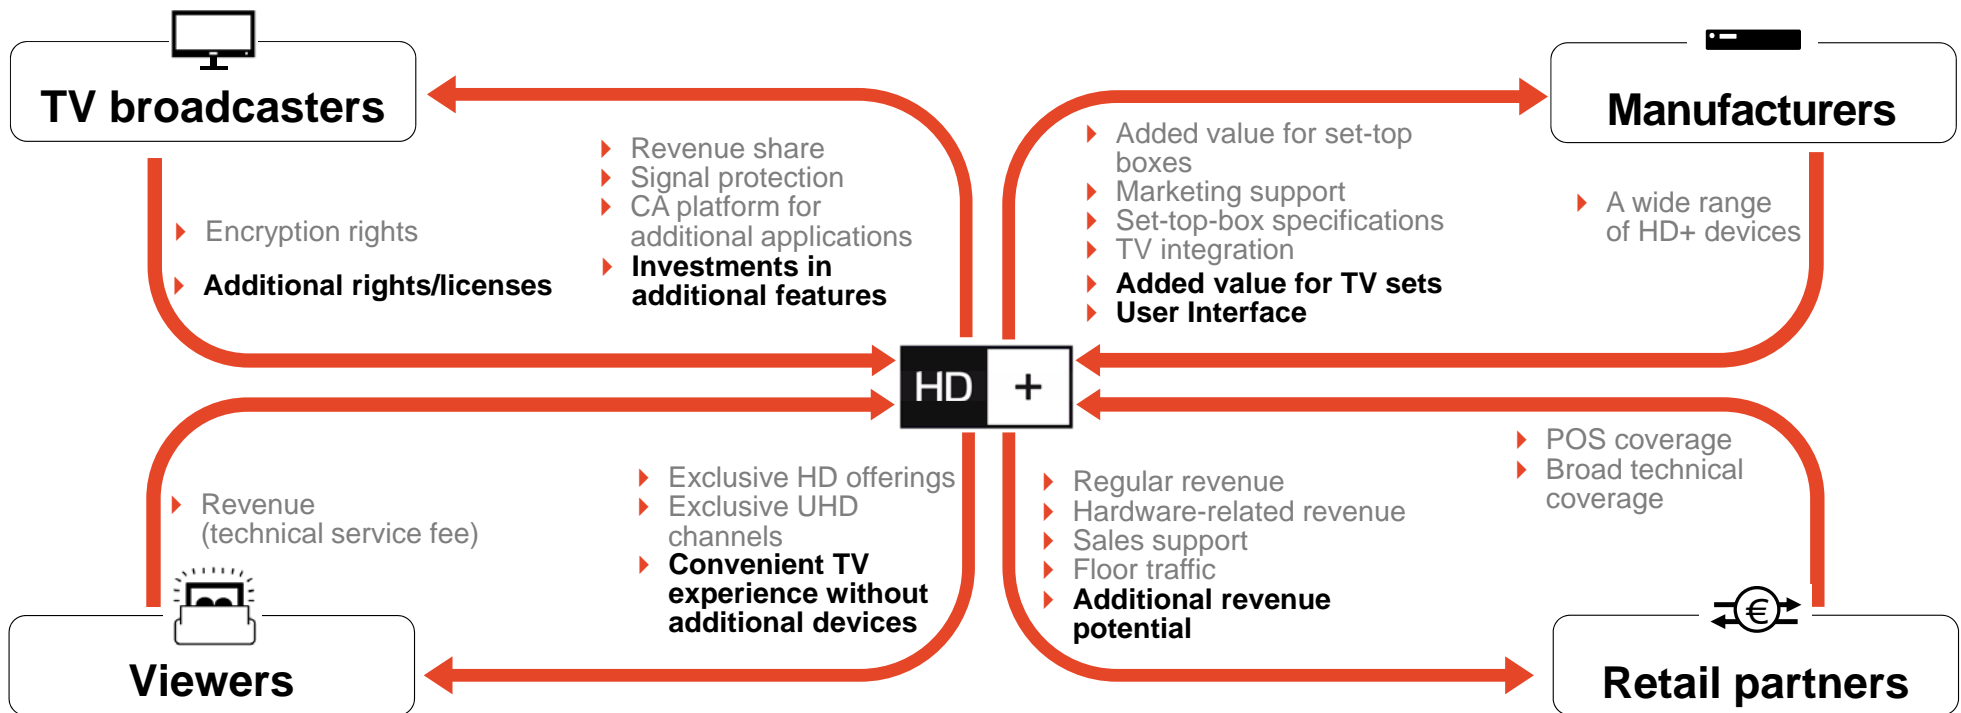 TV broadcasters
Encryption rights
Additional rights/licenses
Revenue share
Signal protection
CA platform for
additional applications
Investments in
additional features
Manufacturers
Added value for set-top
boxes
Marketing support
Set-top-box specifications
TV integration
Added value for TV sets
User Interface
A wide range
of HD+ devices
HD +
Viewers
Revenue
(technical service fee)
Exclusive HD offerings
Exclusive UHD
channels
Convenient TV
experience without
additional devices
Regular revenue
Hardware-related revenue
Sales support
Floor traffic
Additional revenue
potential
POS coverage
Broad technical
coverage
€
Retail partners